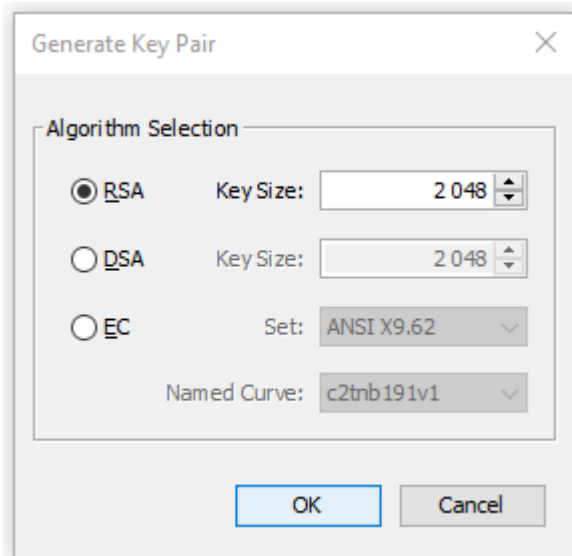 Generate Key Pair
Algorithm Selection
RSA Key Size: 2 048
DSA Key Size: 2 048
EC Set: ANSI X9.62
Named Curve: c2tnb191v1
OK Cancel